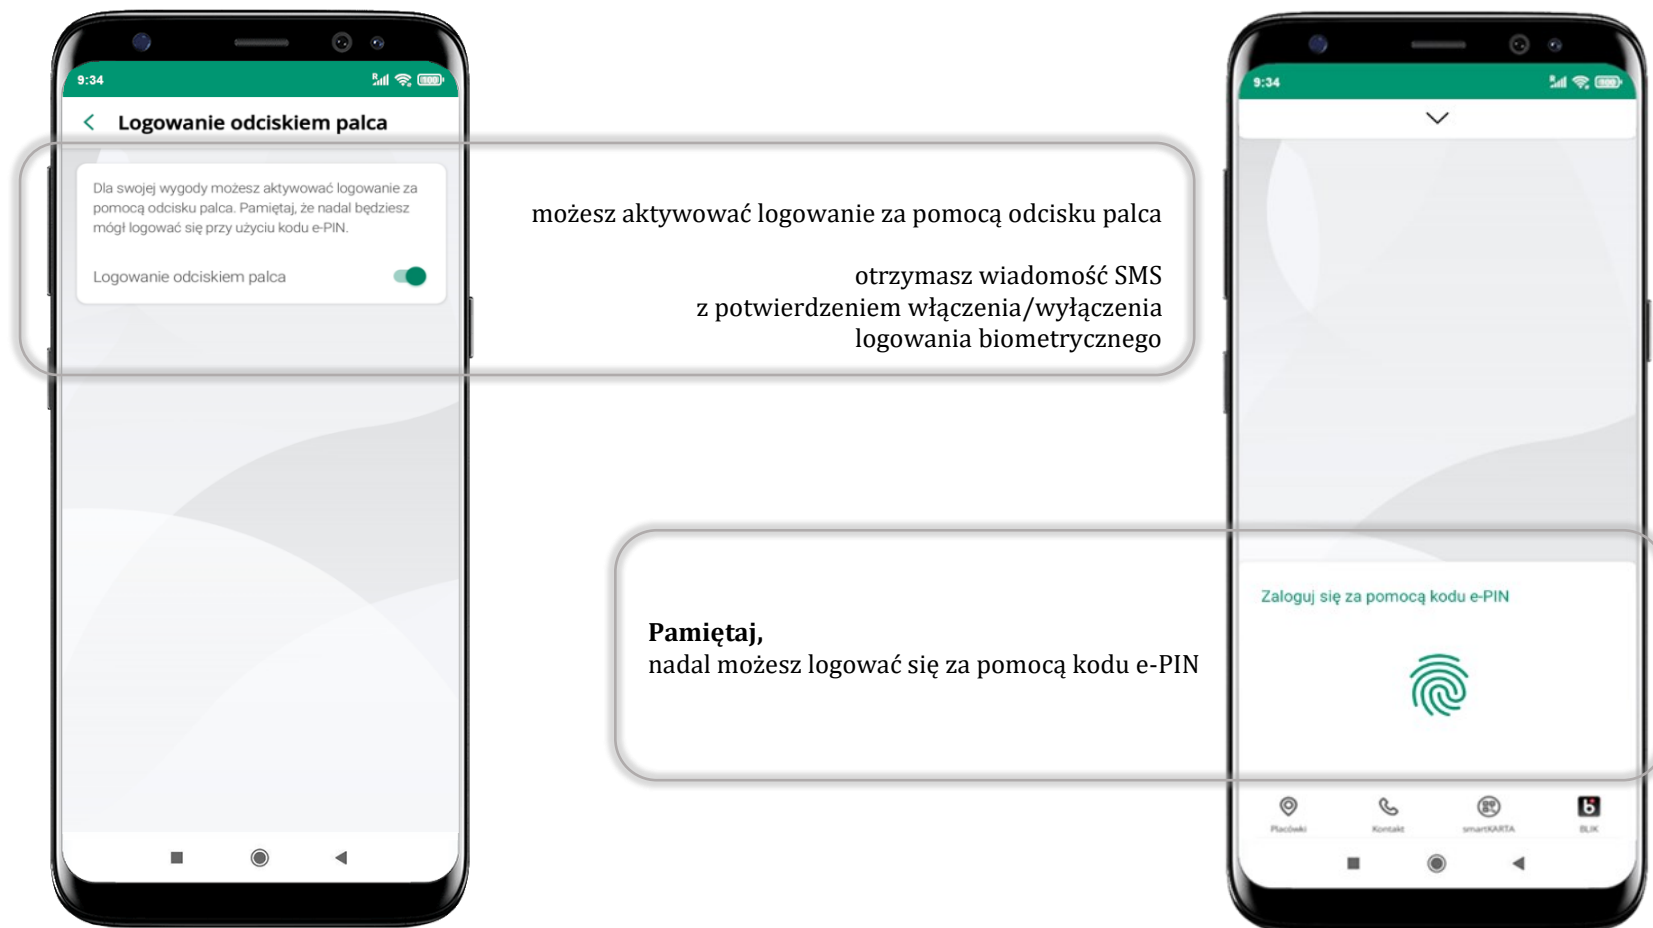 9:34
Logowanie odciskiem palca
Dla swojej wygody możesz aktywować logowanie za
pomocą odcisku palca. Pamiętaj, że nadal będziesz
mógł logować się przy użyciu kodu e-PIN.
Logowanie odciskiem palca
możesz aktywować logowanie za pomocą odcisku palca
otrzymasz wiadomość SMS
z potwierdzeniem włączenia/wyłączenia
logowania biometrycznego
Pamiętaj,
nadal możesz logować się za pomocą kodu e-PIN
9:34
Zaloguj się za pomocą kodu e-PIN
Placówki Kontakt smartKARTA BLIK